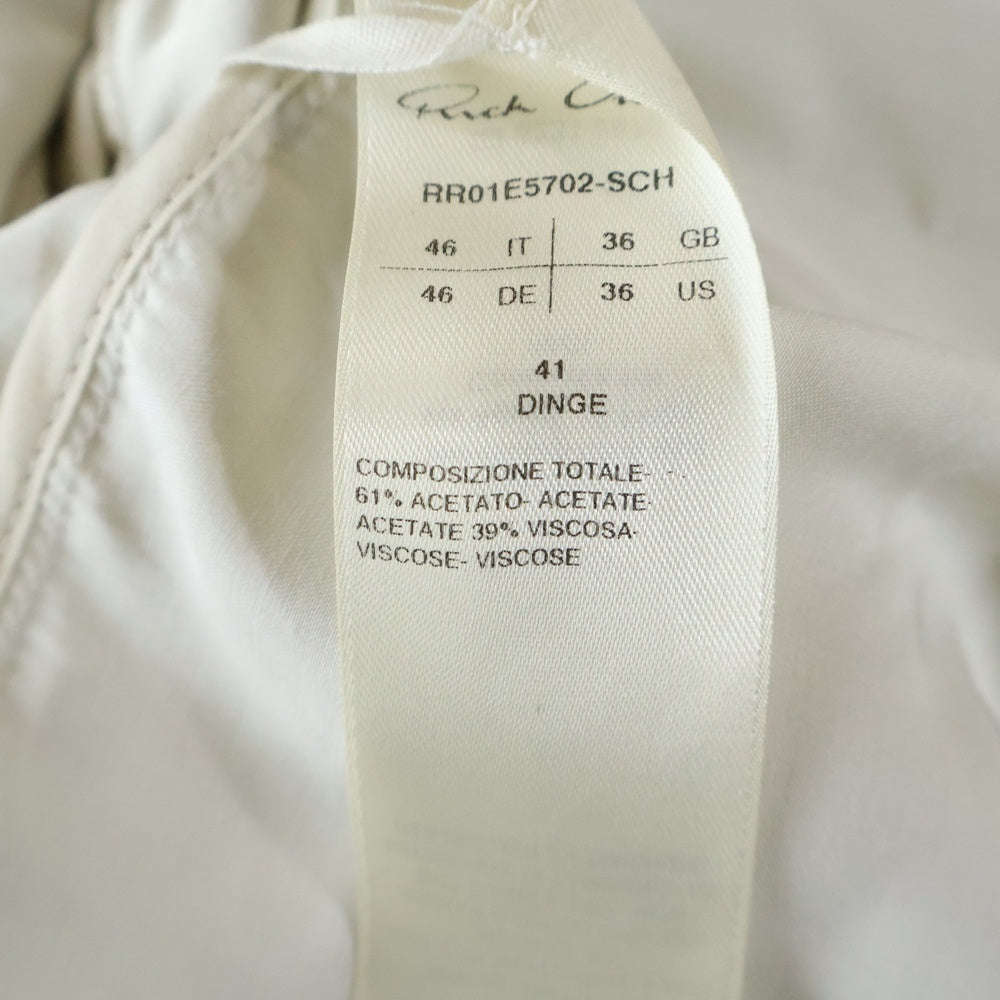 Rick
RR01E5702-SCH
46 IT 36 GB
46 DE 36 US
41
DINGE
COMPOSIZIONE TOTALE-
61% ACETATO- ACETATE-
ACETATE 39% VISCOSA-
VISCOSE- VISCOSE